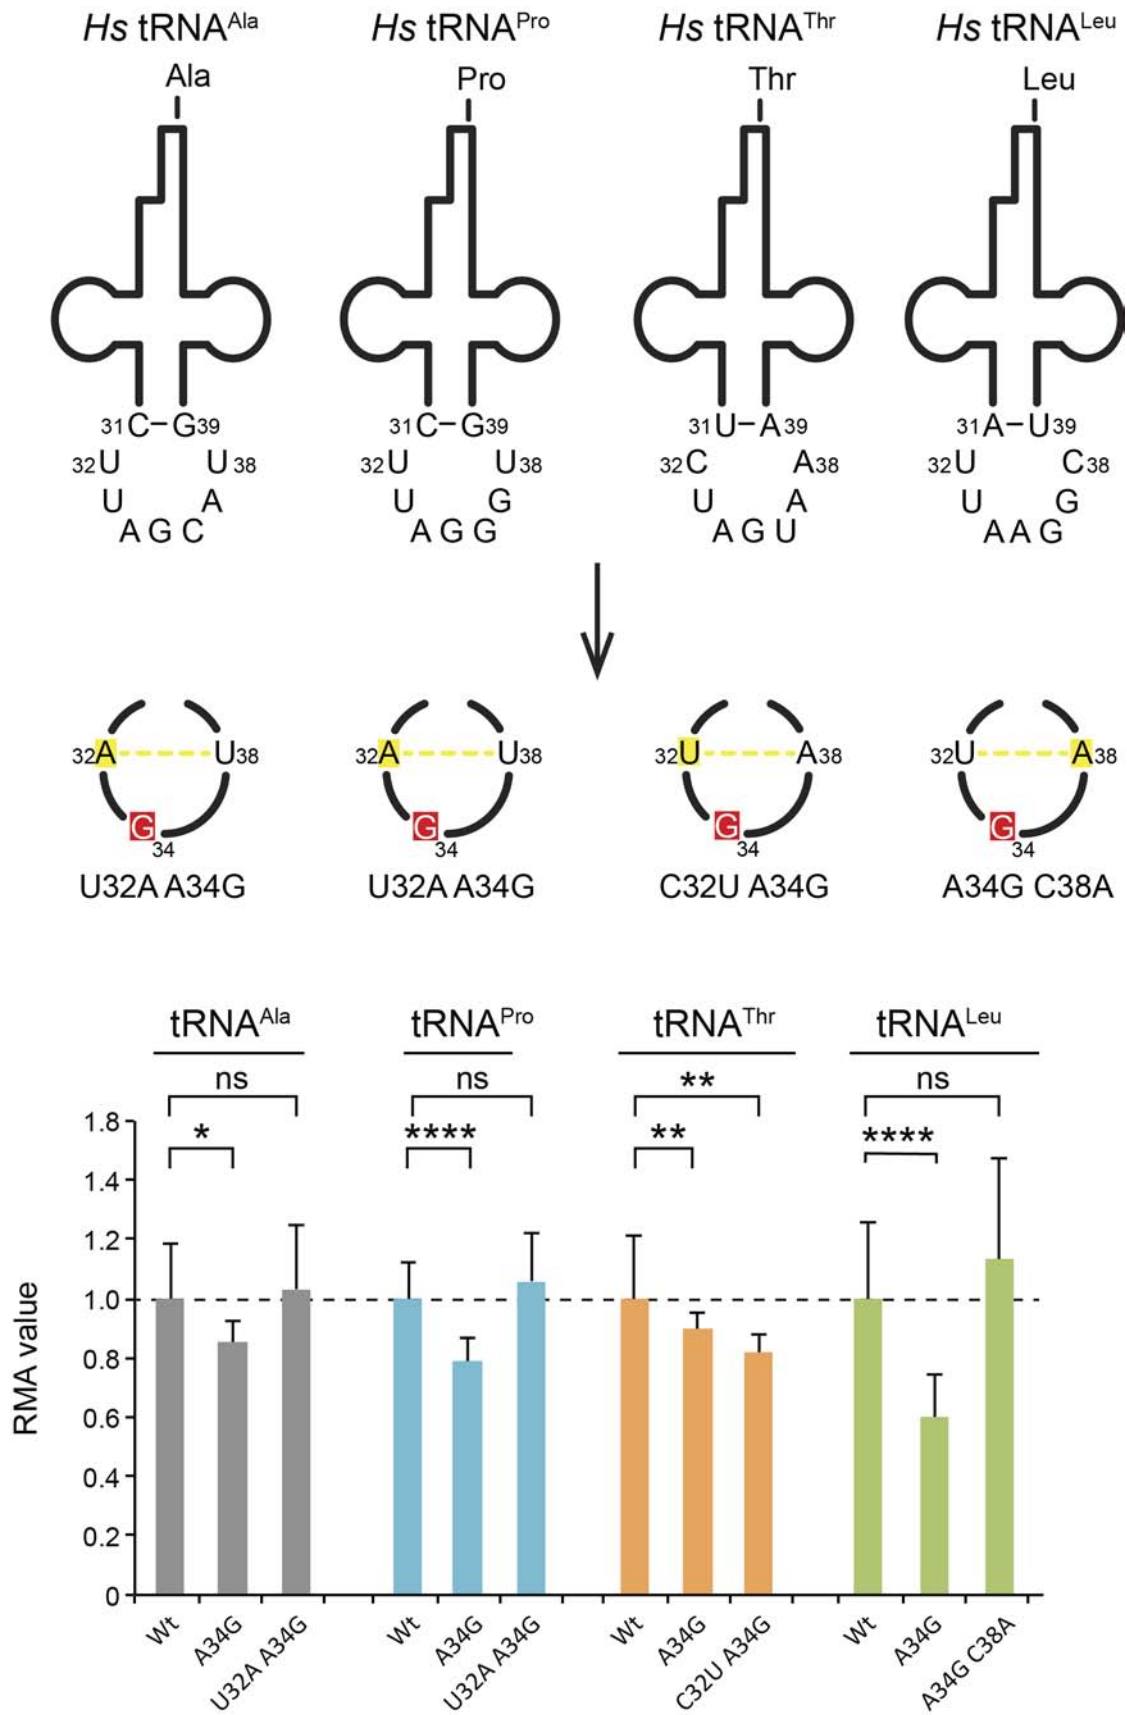 Hs tRNAAla Hs tRNAPro Hs tRNAThr Hs tRNALeu
Ala Pro Thr Leu
31C–G39 31C–G39 31U–A39 31A–U39
32U U38 32U U38 32C A38 32U C38
U A U G U A U G
A G C A G G A G U A A G
32A U38 32A U38 32U A38 32U A38
G G G G
34 34 34 34
U32A A34G U32A A34G C32U A34G A34G C38A
tRNAAla tRNAPro tRNAThr tRNALeu
ns ns ** ns
* **** ** ****
1.8
1.4
1.2
1.0
0.8
0.6
0.4
0.2
0
RMA value
Wt A34G U32A A34G Wt A34G U32A A34G Wt A34G C32U A34G Wt A34G A34G C38A